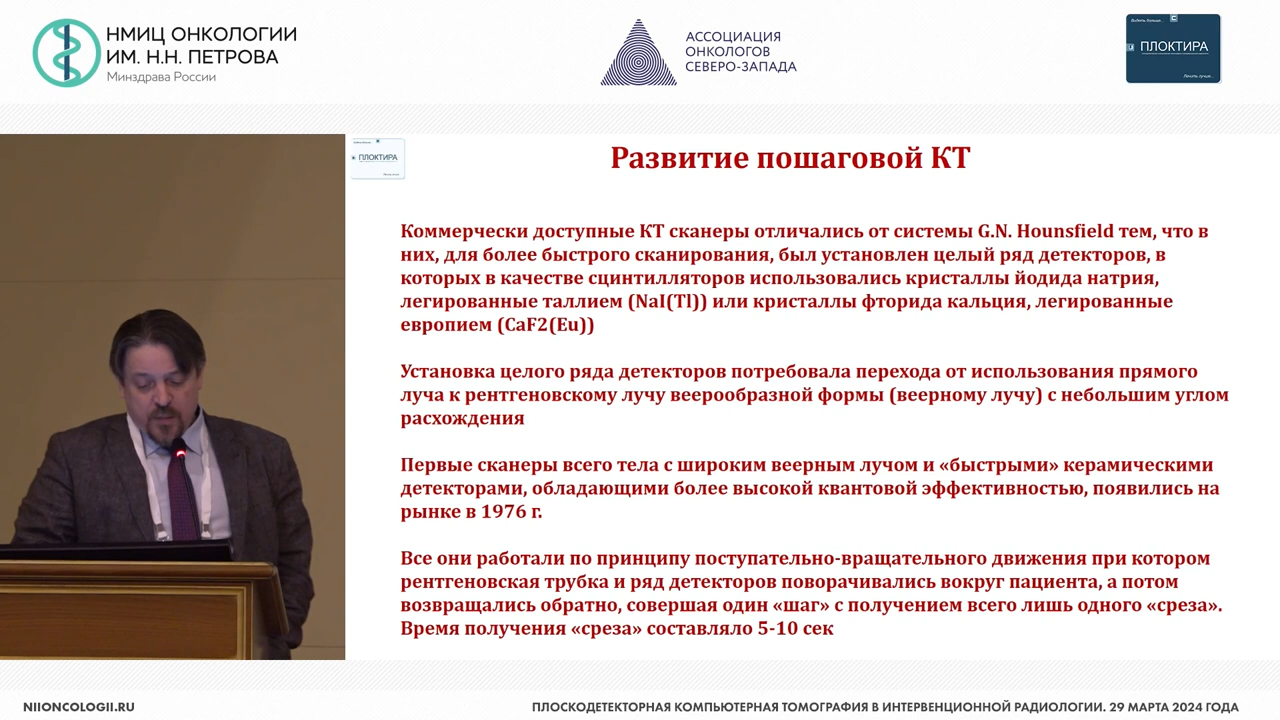 НМИЦ ОНКОЛОГИИ
ИМ. Н.Н. ПЕТРОВА
Минздрава России
АССОЦИАЦИЯ
ОНКОЛОГОВ
СЕВЕРО-ЗАПАДА
ПЛОКТИРА
ПЛОКТИРА
Развитие пошаговой КТ
Коммерчески доступные КТ сканеры отличались от системы G.N. Hounsfield тем, что в
них, для более быстрого сканирования, был установлен целый ряд детекторов, в
которых в качестве сцинтилляторов использовались кристаллы йодида натрия,
легированные таллием (NaI(Tl)) или кристаллы фторида кальция, легированные
европием (CaF2(Eu))
Установка целого ряда детекторов потребовала перехода от использования прямого
луча к рентгеновскому лучу веерообразной формы (веерному лучу) с небольшим углом
расхождения
Первые сканеры всего тела с широким веерным лучом и «быстрыми» керамическими
детекторами, обладающими более высокой квантовой эффективностью, появились на
рынке в 1976 г.
Все они работали по принципу поступательно-вращательного движения при котором
рентгеновская трубка и ряд детекторов поворачивались вокруг пациента, а потом
возвращались обратно, совершая один «шаг» с получением всего лишь одного «среза».
Время получения «среза» составляло 5-10 сек
NIIONCOLOGII.RU
ПЛОСКОДЕТЕКТОРНАЯ КОМПЬЮТЕРНАЯ ТОМОГРАФИЯ В ИНТЕРВЕНЦИОННОЙ РАДИОЛОГИИ. 29 МАРТА 2024 ГОДА